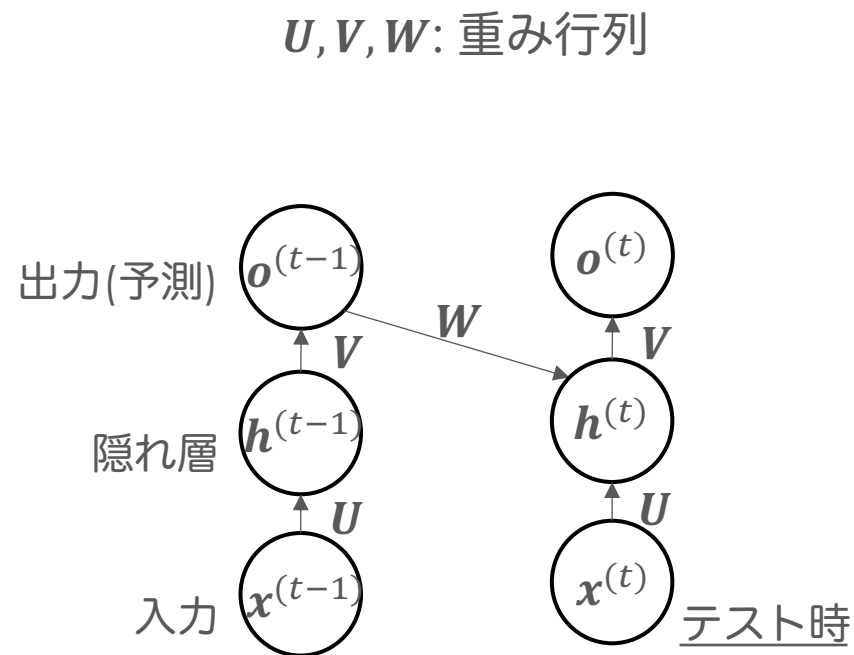 U, V, W: 重み行列
出力(予測)
o^(t−1)
o^(t)
W
V
V
隠れ層
h^(t−1)
h^(t)
U
U
入力
x^(t−1)
x^(t)
テスト時